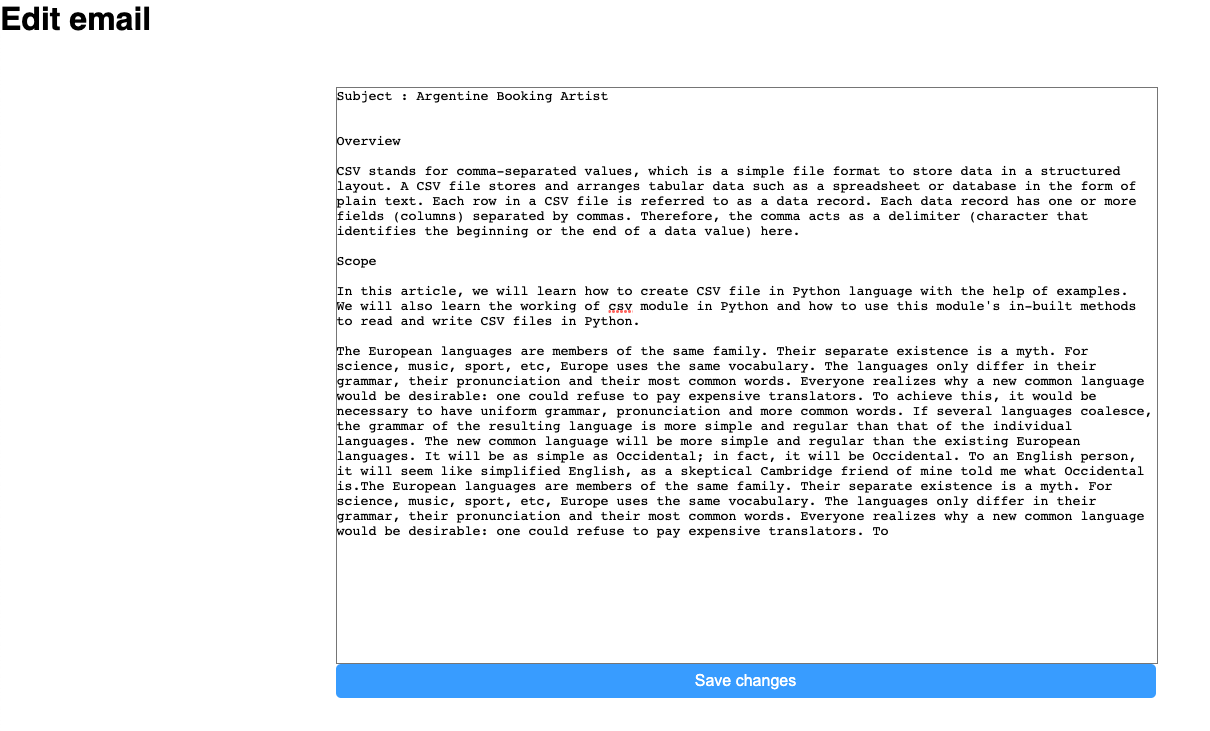 Edit email
Subject : Argentine Booking Artist
Overview
CSV stands for comma-separated values, which is a simple file format to store data in a structured
layout. A CSV file stores and arranges tabular data such as a spreadsheet or database in the form of
plain text. Each row in a CSV file is referred to as a data record. Each data record has one or more
fields (columns) separated by commas. Therefore, the comma acts as a delimiter (character that
identifies the beginning or the end of a data value) here.
Scope
In this article, we will learn how to create CSV file in Python language with the help of examples.
We will also learn the working of csv module in Python and how to use this module's in-built methods
to read and write CSV files in Python.
The European languages are members of the same family. Their separate existence is a myth. For
science, music, sport, etc, Europe uses the same vocabulary. The languages only differ in their
grammar, their pronunciation and their most common words. Everyone realizes why a new common language
would be desirable: one could refuse to pay expensive translators. To achieve this, it would be
necessary to have uniform grammar, pronunciation and more common words. If several languages coalesce,
the grammar of the resulting language is more simple and regular than that of the individual
languages. The new common language will be more simple and regular than the existing European
languages. It will be as simple as Occidental; in fact, it will be Occidental. To an English person,
it will seem like simplified English, as a skeptical Cambridge friend of mine told me what Occidental
is.The European languages are members of the same family. Their separate existence is a myth. For
science, music, sport, etc, Europe uses the same vocabulary. The languages only differ in their
grammar, their pronunciation and their most common words. Everyone realizes why a new common language
would be desirable: one could refuse to pay expensive translators. To
Save changes